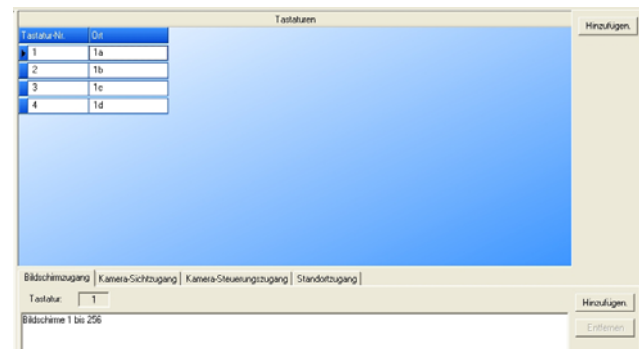 Tastaturen
Hinzufügen.
Tastatur-Nr. Ort
1 1a
2 1b
3 1c
4 1d
Bildschirmzugang Kamera-Sichtzugang Kamera-Steuerungszugang Standortzugang
Tastatur: 1
Hinzufügen.
Bildschirme 1 bis 256
Entfernen